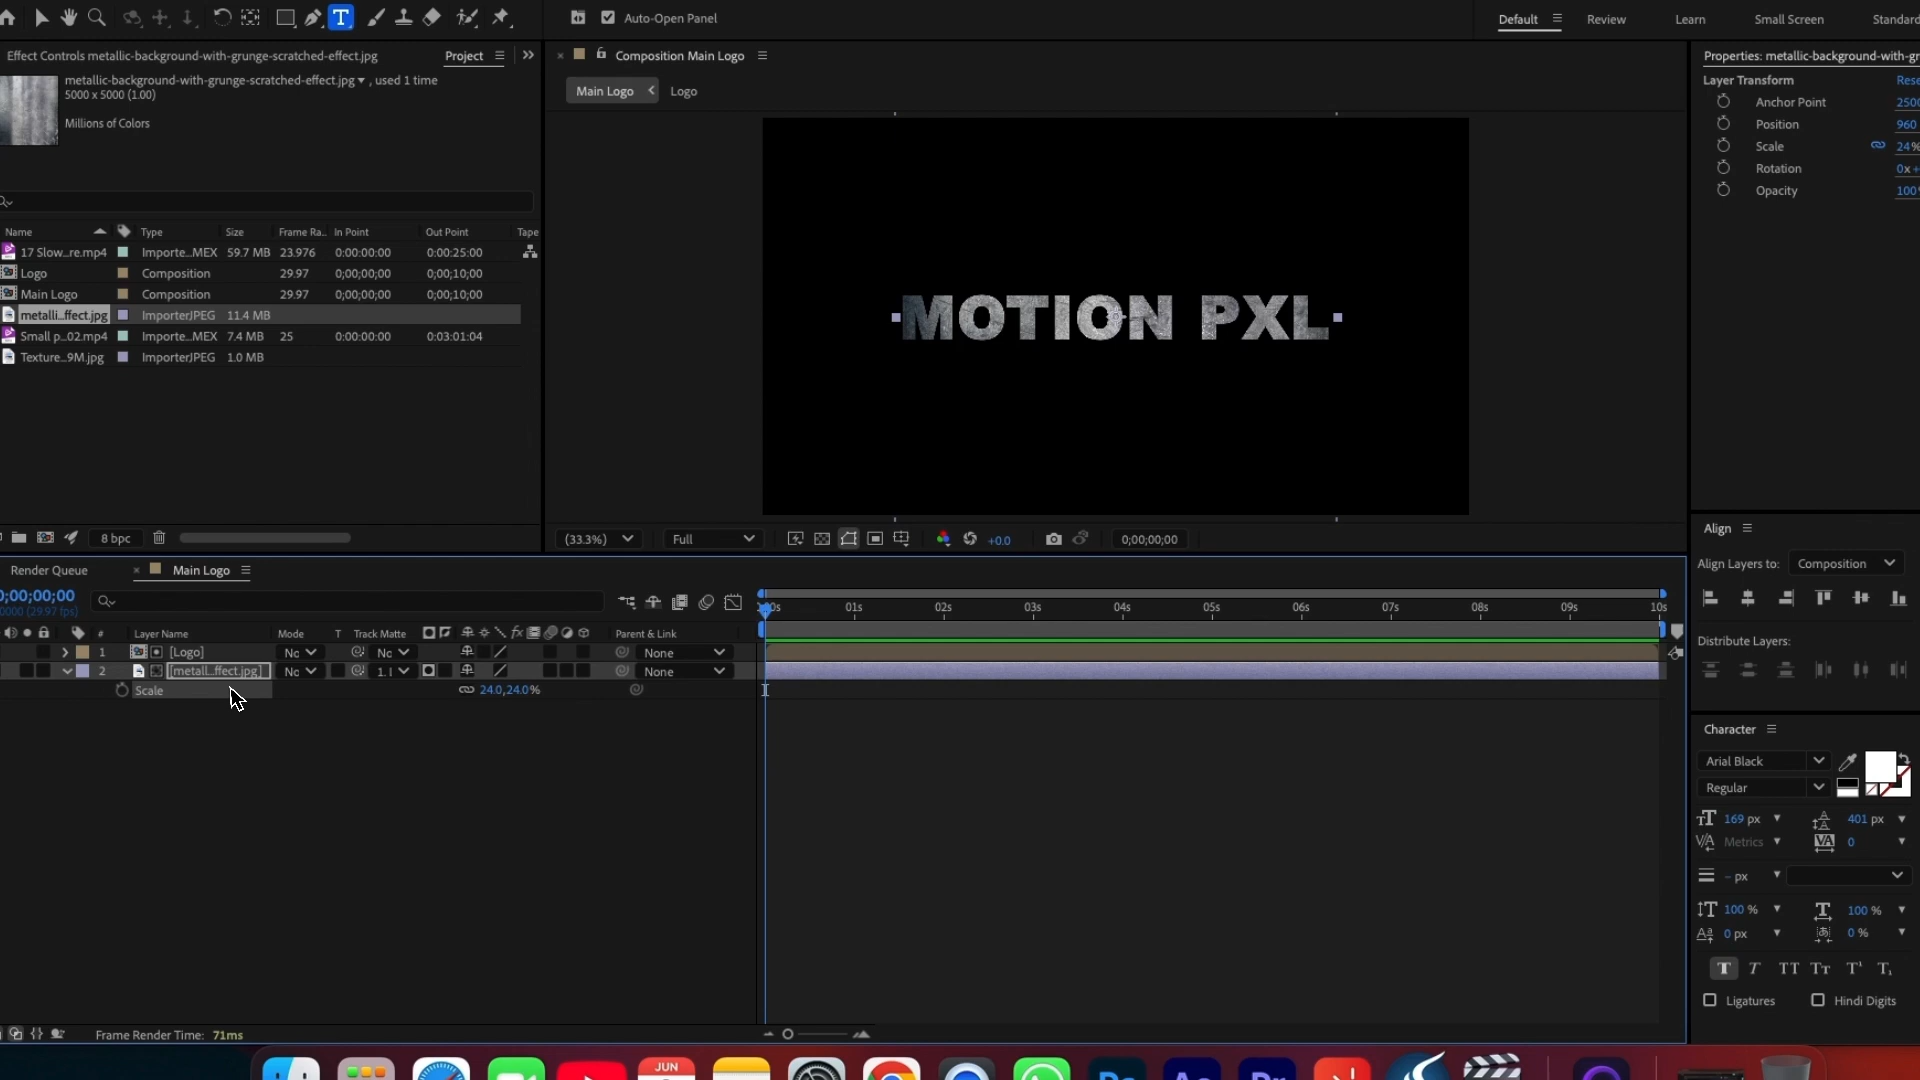 Auto-Open Panel
Default
Review
Learn
Small Screen
Standard
Effect Controls metallic-background-with-grunge-scratched-effect.jpg
Project
metallic-background-with-grunge-scratched-effect.jpg , used 1 time
5000 x 5000 (1.00)
Millions of Colors
Name Type Size Frame Ra.. In Point Out Point Tape
17 Slow...re.mp4 Importe...MEX 59.7 MB 23.976 0:00:00:00 0:00:25:00
Logo Composition 29.97 0;00;00;00 0;00;10;00
Main Logo Composition 29.97 0;00;00;00 0;00;10;00
metalli...ffect.jpg ImporterJPEG 11.4 MB
Small p...02.mp4 Importe...MEX 7.4 MB 25 0:00:00:00 0:03:01:04
Texture...9M.jpg ImporterJPEG 1.0 MB
8 bpc
Composition Main Logo
Main Logo
Logo
MOTION PXL
(33.3%)
Full
+0.0
0;00;00;00
Properties: metallic-background-with-gr
Layer Transform Rese
Anchor Point 2500
Position 960
Scale 24%
Rotation 0x+
Opacity 100
Align
Align Layers to: Composition
Distribute Layers:
Character
Arial Black
Regular
169 px
401 px
Metrics
0
- px
100 %
100 %
0 px
0 %
T T TT Tт T¹ T₁
Ligatures
Hindi Digits
Render Queue
Main Logo
0;00;00;00
0000 (29.97 fps)
# Layer Name Mode T Track Matte fx Parent & Link
1 [Logo] Nc Nc None
2 [metall...ffect.jpg] Nc 1. None
Scale 24.0,24.0%
0s 01s 02s 03s 04s 05s 06s 07s 08s 09s 10s
Frame Render Time: 71ms
JUN